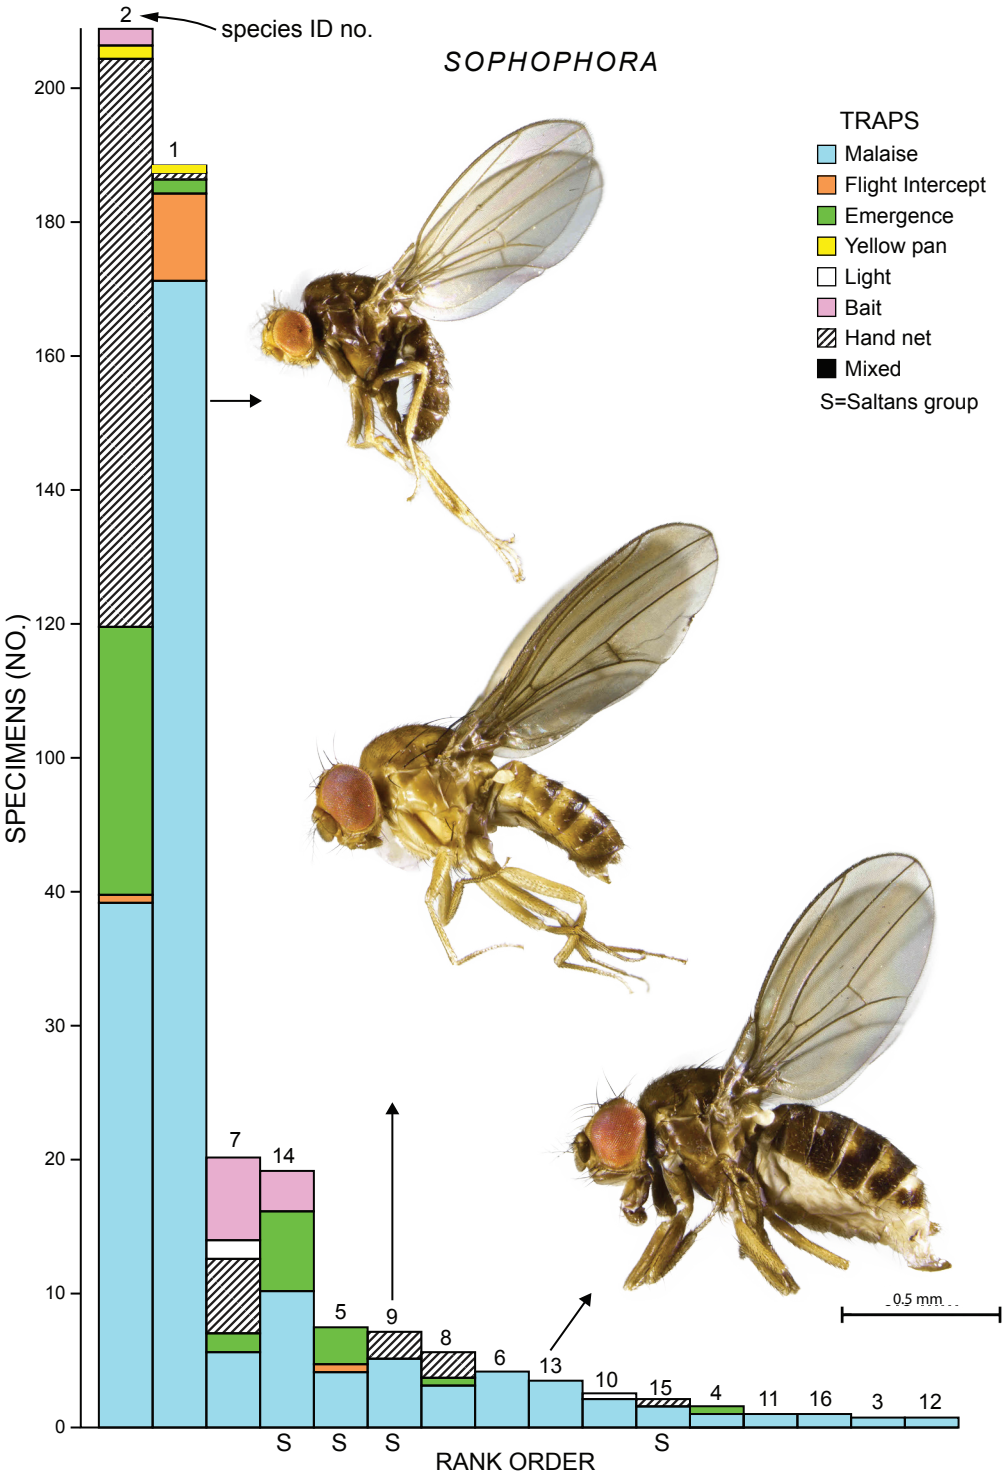 2
species ID no.
SOPHOPHORA
TRAPS
Malaise
Flight Intercept
Emergence
Yellow pan
Light
Bait
Hand net
Mixed
S=Saltans group
1
200
180
160
140
120
100
40
30
20
10
0
SPECIMENS (NO.)
7
14
5
9
8
6
13
10
15
4
11
16
3
12
0.5 mm
S
S
S
S
RANK ORDER